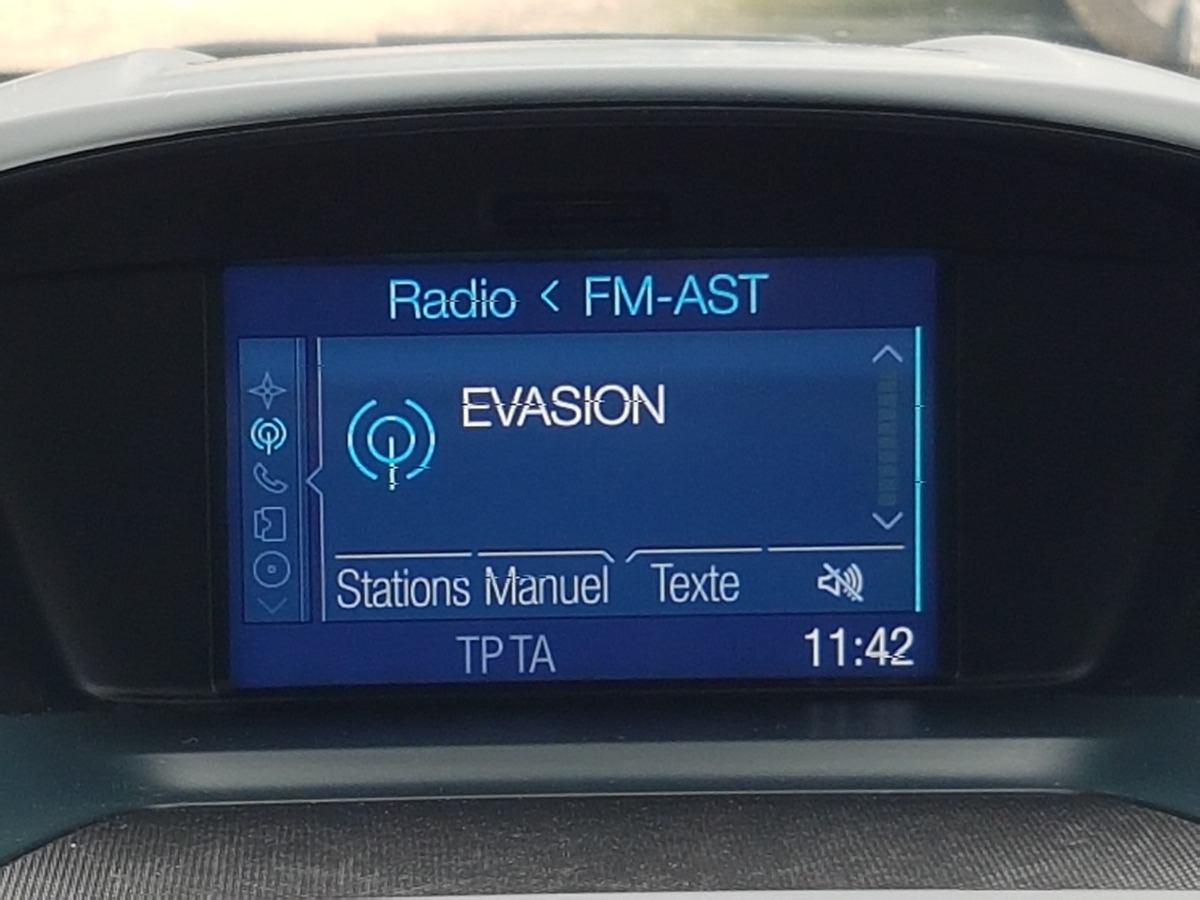 Radio < FM-AST
EVASION
Stations Manuel Texte
TP TA 11:42